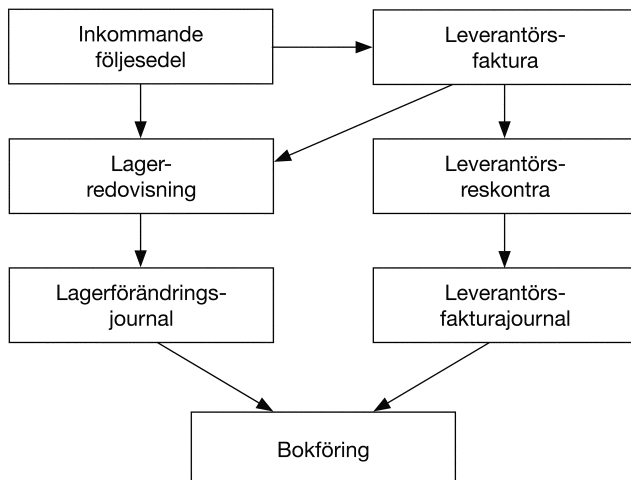 Inkommande
följesedel
Leverantörs-
faktura
Lager-
redovisning
Leverantörs-
reskontra
Lagerförändrings-
journal
Leverantörs-
fakturajournal
Bokföring